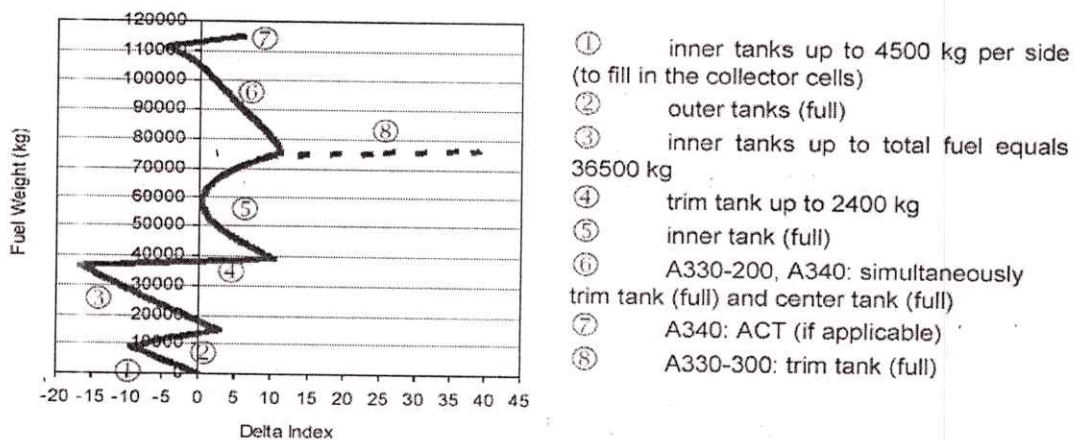 120000
110000
100000
90000
80000
70000
60000
50000
40000
30000
20000
10000
0
Fuel Weight (kg)
⑦
⑥
⑧
⑤
④
③
②
①
-20 -15 -10 -5 0 5 10 15 20 25 30 35 40 45
Delta Index
① inner tanks up to 4500 kg per side
(to fill in the collector cells)
② outer tanks (full)
③ inner tanks up to total fuel equals
36500 kg
④ trim tank up to 2400 kg
⑤ inner tank (full)
⑥ A330-200, A340: simultaneously
trim tank (full) and center tank (full)
⑦ A340: ACT (if applicable)
⑧ A330-300: trim tank (full)